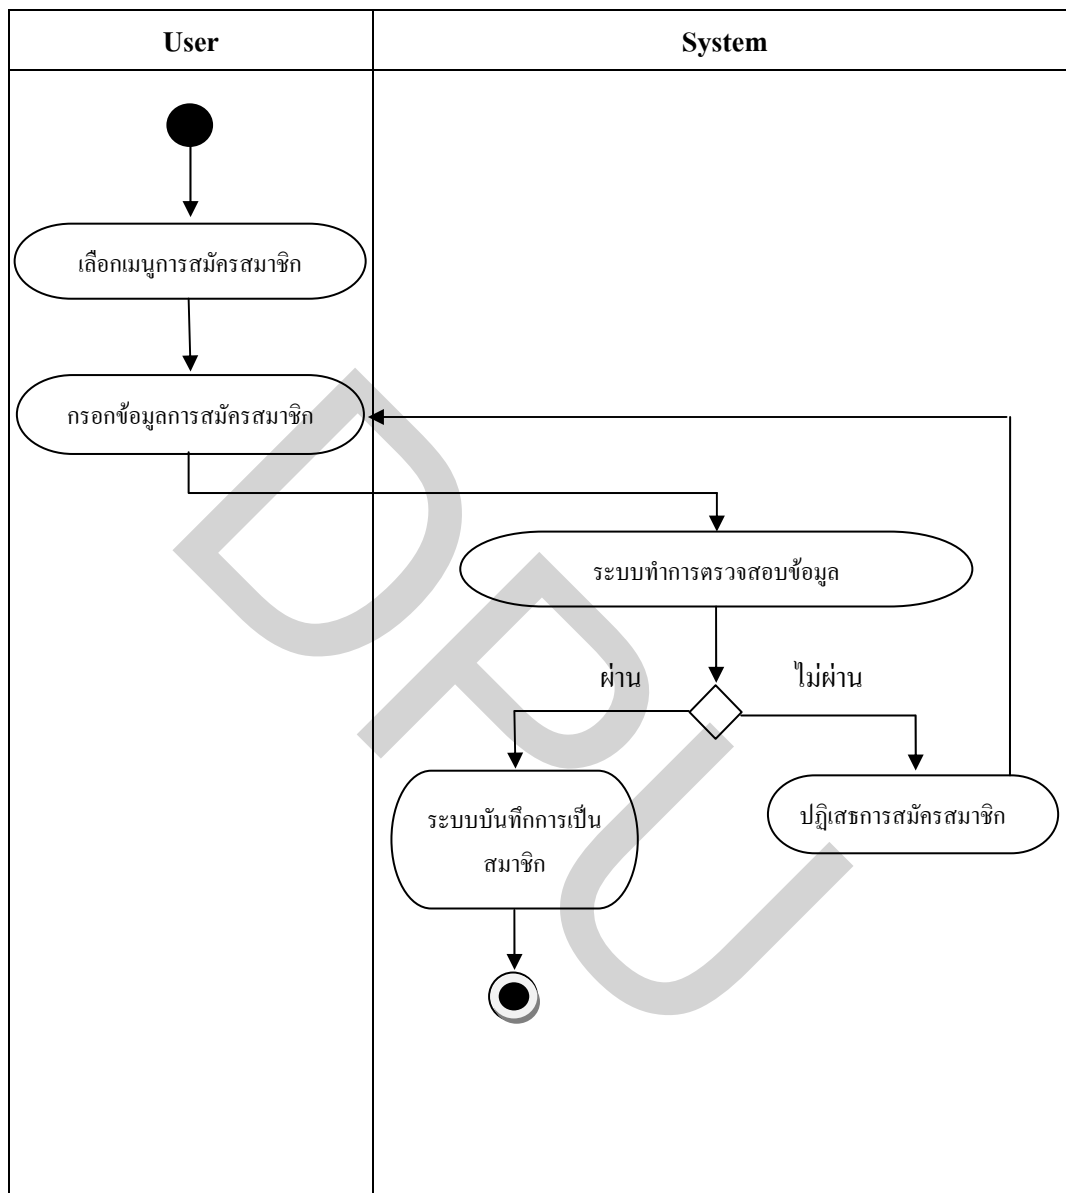 User
System
เลือกเมนูการสมัครสมาชิก
กรอกข้อมูลการสมัครสมาชิก
ระบบทำการตรวจสอบข้อมูล
ผ่าน
ไม่ผ่าน
ระบบบันทึกการเป็น
สมาชิก
ปฏิเสธการสมัครสมาชิก
DPU